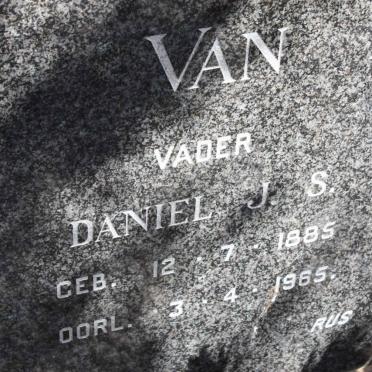 VAN
VADER
DANIEL J. S.
GEB. 12 · 7 · 1885
OORL. 3 · 4 · 1965.
RUS